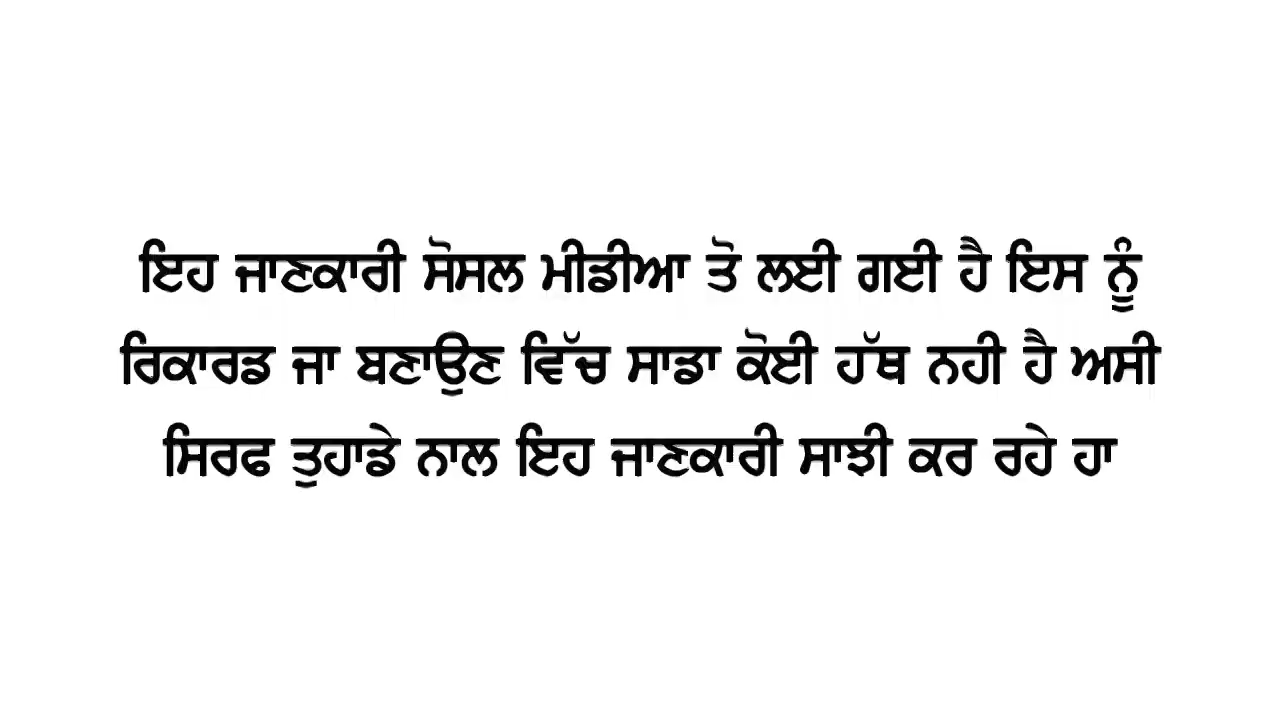 ਇਹ ਜਾਣਕਾਰੀ ਸੋਸਲ ਮੀਡੀਆ ਤੋ ਲਈ ਗਈ ਹੈ ਇਸ ਨੂੰ
ਰਿਕਾਰਡ ਜਾ ਬਣਾਉਣ ਵਿੱਚ ਸਾਡਾ ਕੋਈ ਹੱਥ ਨਹੀ ਹੈ ਅਸੀ
ਸਿਰਫ ਤੁਹਾਡੇ ਨਾਲ ਇਹ ਜਾਣਕਾਰੀ ਸਾਝੀ ਕਰ ਰਹੇ ਹਾ